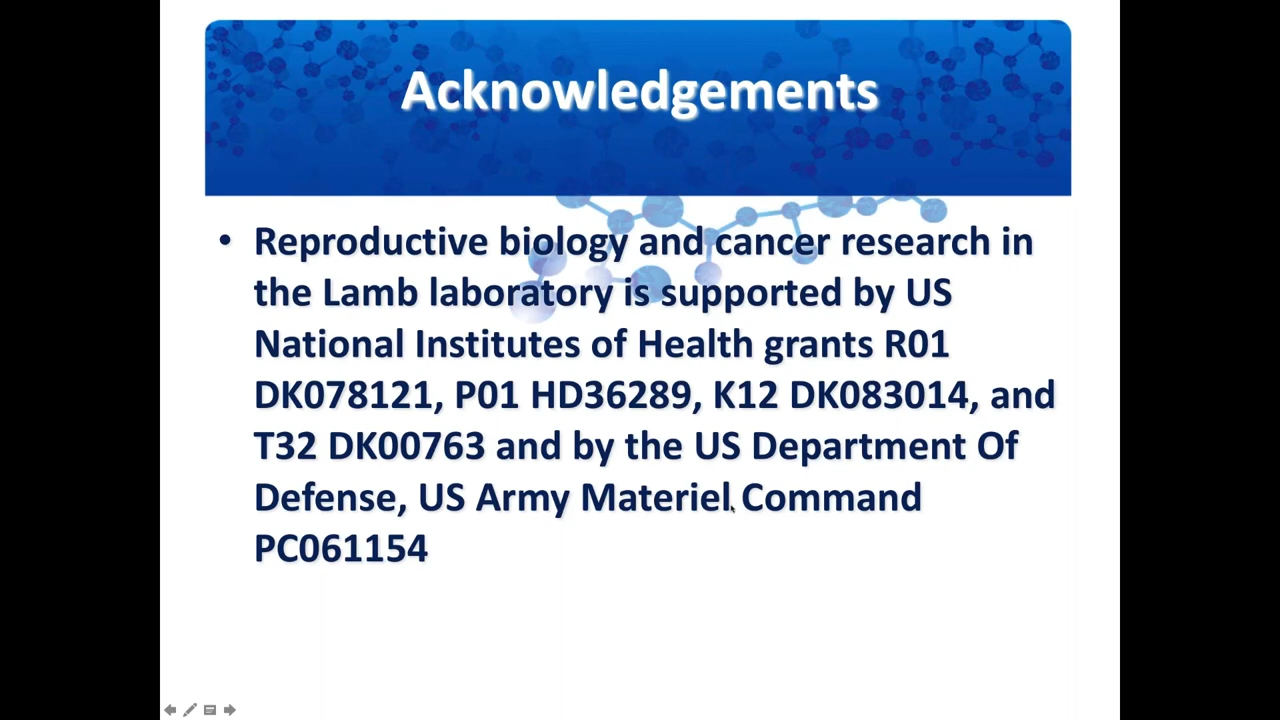 Acknowledgements
• Reproductive biology and cancer research in
the Lamb laboratory is supported by US
National Institutes of Health grants R01
DK078121, P01 HD36289, K12 DK083014, and
T32 DK00763 and by the US Department Of
Defense, US Army Materiel Command
PC061154